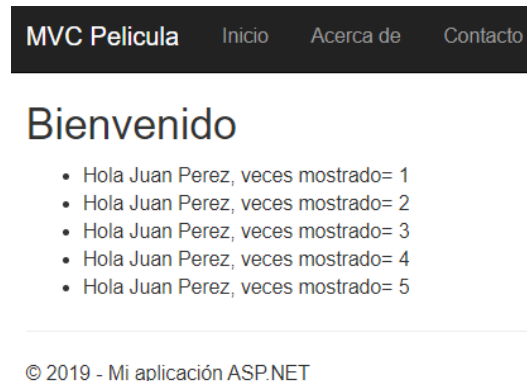 MVC Pelicula Inicio Acerca de Contacto
Bienvenido
Hola Juan Perez, veces mostrado= 1
Hola Juan Perez, veces mostrado= 2
Hola Juan Perez, veces mostrado= 3
Hola Juan Perez, veces mostrado= 4
Hola Juan Perez, veces mostrado= 5
© 2019 - Mi aplicación ASP.NET